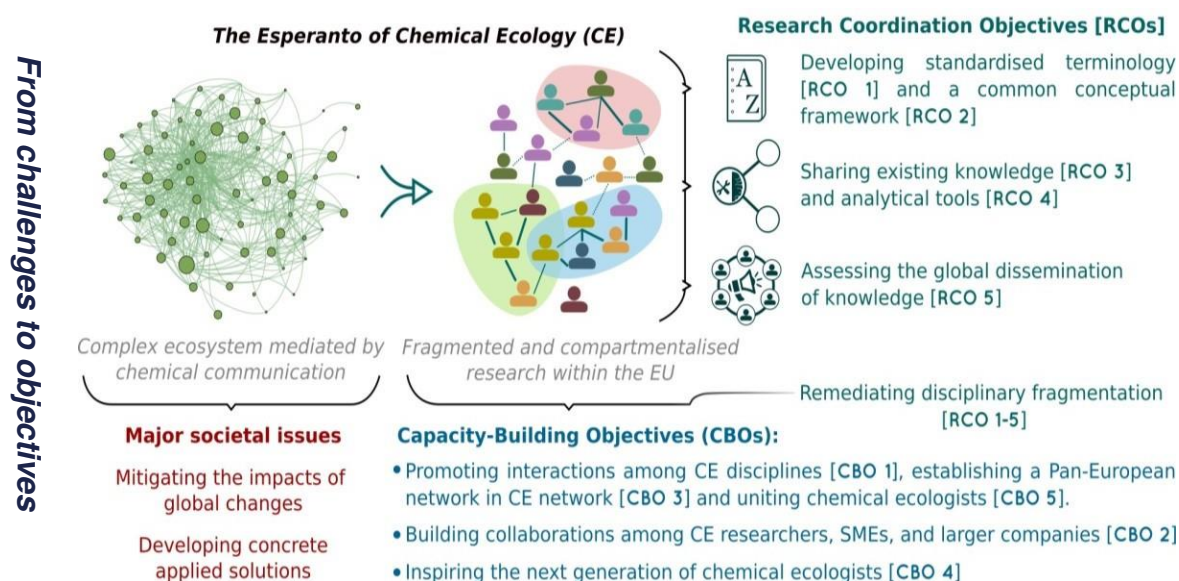 From challenges to objectives
The Esperanto of Chemical Ecology (CE)
Complex ecosystem mediated by
chemical communication
Fragmented and compartmentalised
research within the EU
Research Coordination Objectives [RCOs]
A
Z
Developing standardised terminology
[RCO 1] and a common conceptual
framework [RCO 2]
Sharing existing knowledge [RCO 3]
and analytical tools [RCO 4]
Assessing the global dissemination
of knowledge [RCO 5]
Remediating disciplinary fragmentation
[RCO 1-5]
Major societal issues
Mitigating the impacts of
global changes
Developing concrete
applied solutions
Capacity-Building Objectives (CBOs):
• Promoting interactions among CE disciplines [CBO 1], establishing a Pan-European
network in CE network [CBO 3] and uniting chemical ecologists [CBO 5].
• Building collaborations among CE researchers, SMEs, and larger companies [CBO 2]
• Inspiring the next generation of chemical ecologists [CBO 4]